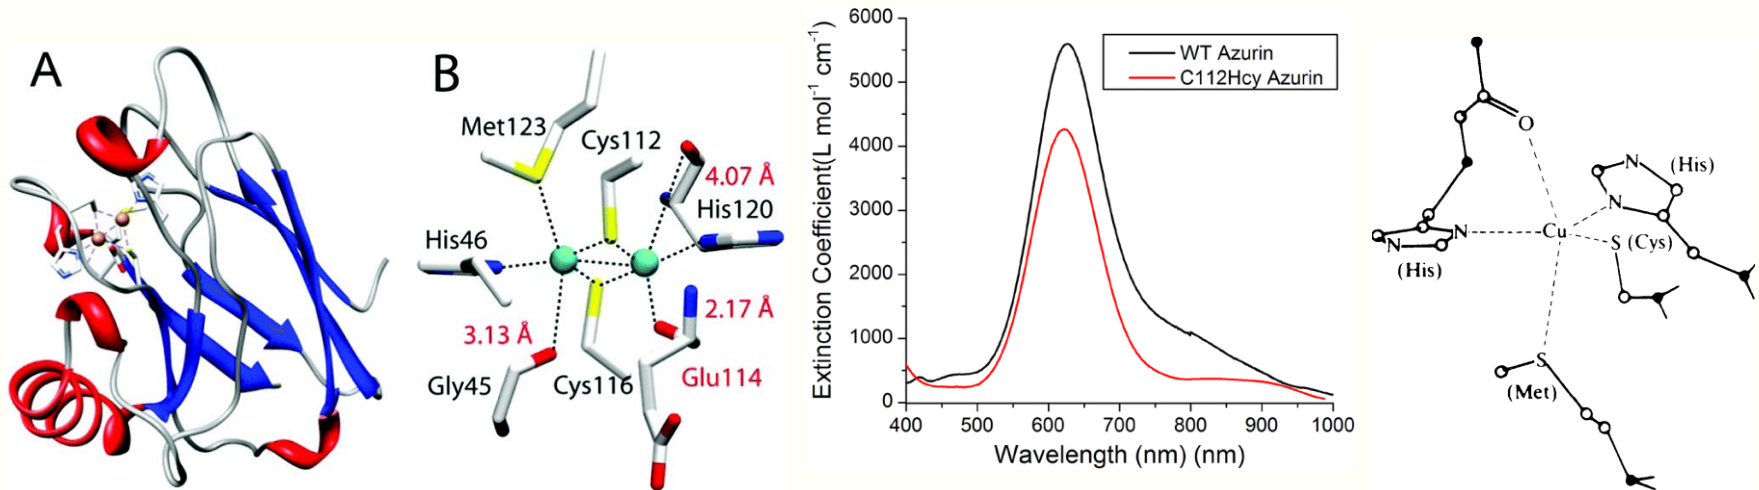 A
B
Met123
Cys112
4.07 Å
His120
His46
2.17 Å
3.13 Å
Gly45
Cys116
Glu114
Extinction Coefficient(L mol⁻¹ cm⁻¹)
6000
5000
4000
3000
2000
1000
0
WT Azurin
C112Hcy Azurin
400 500 600 700 800 900 1000
Wavelength (nm) (nm)
O
N
(His)
N
N
N
(His)
Cu
S (Cys)
S
(Met)